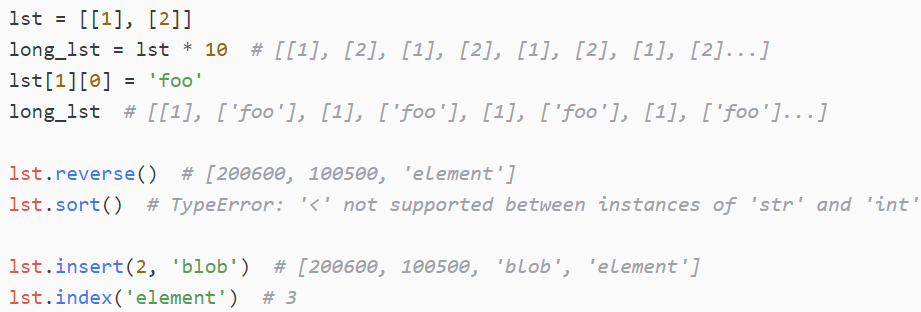 lst = [[1], [2]]
long_lst = lst * 10  # [[1], [2], [1], [2], [1], [2], [1], [2]...]
lst[1][0] = 'foo'
long_lst  # [[1], ['foo'], [1], ['foo'], [1], ['foo'], [1], ['foo']...]
lst.reverse()  # [200600, 100500, 'element']
lst.sort()  # TypeError: '<' not supported between instances of 'str' and 'int'
lst.insert(2, 'blob')  # [200600, 100500, 'blob', 'element']
lst.index('element')  # 3